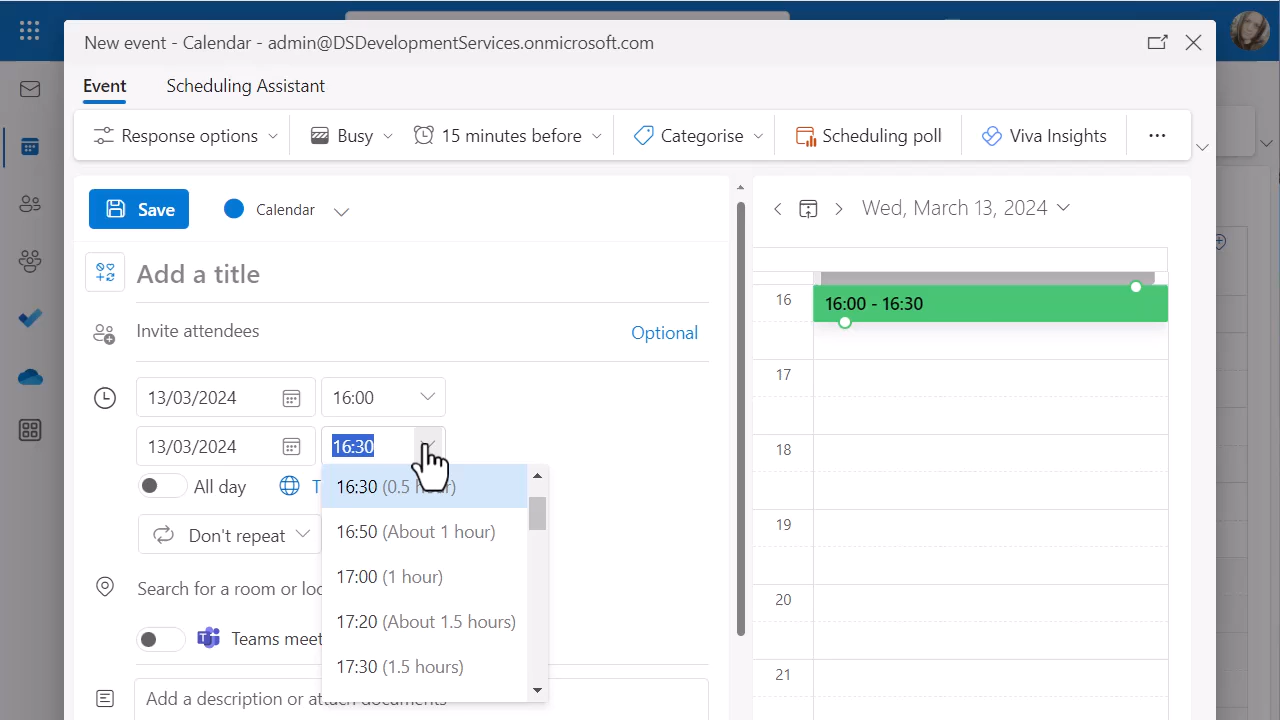 New event - Calendar - admin@DSDevelopmentServices.onmicrosoft.com
Event Scheduling Assistant
Response options Busy 15 minutes before Categorise Scheduling poll Viva Insights ...
Save Calendar
Wed, March 13, 2024
Add a title
Invite attendees Optional
13/03/2024 16:00
13/03/2024 16:30
All day
Don't repeat
Search for a room or
Teams
Add a description or attach documents
16:30 (0.5 hour)
16:50 (About 1 hour)
17:00 (1 hour)
17:20 (About 1.5 hours)
17:30 (1.5 hours)
16 16:00 - 16:30
17
18
19
20
21